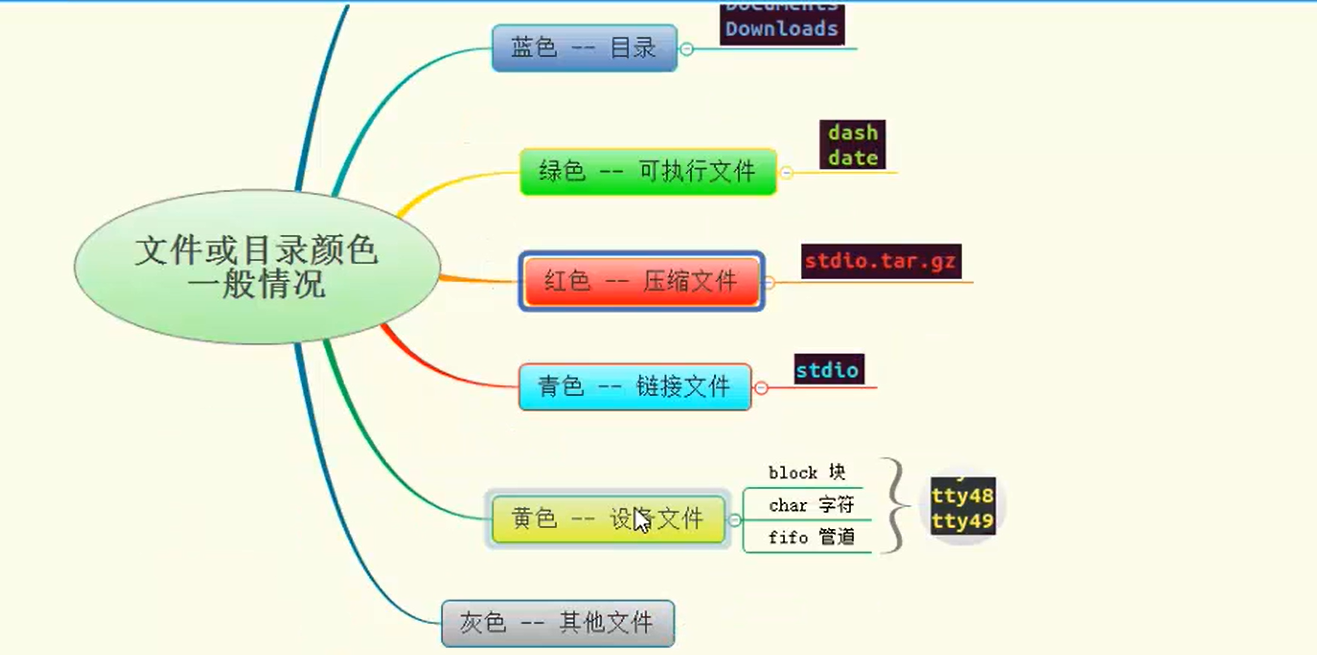 Documents
Downloads
蓝色 -- 目录
dash
date
绿色 -- 可执行文件
文件或目录颜色
一般情况
stdio.tar.gz
红色 -- 压缩文件
stdio
青色 -- 链接文件
block 块
char 字符
fifo 管道
tty48
tty49
黄色 -- 设备文件
灰色 -- 其他文件